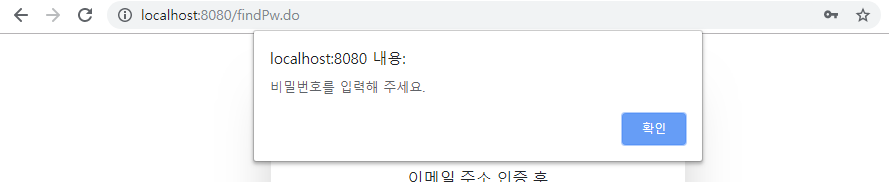 localhost:8080/findPw.do
localhost:8080 내용:
비밀번호를 입력해 주세요.
확인
이메일 주소 인증 후